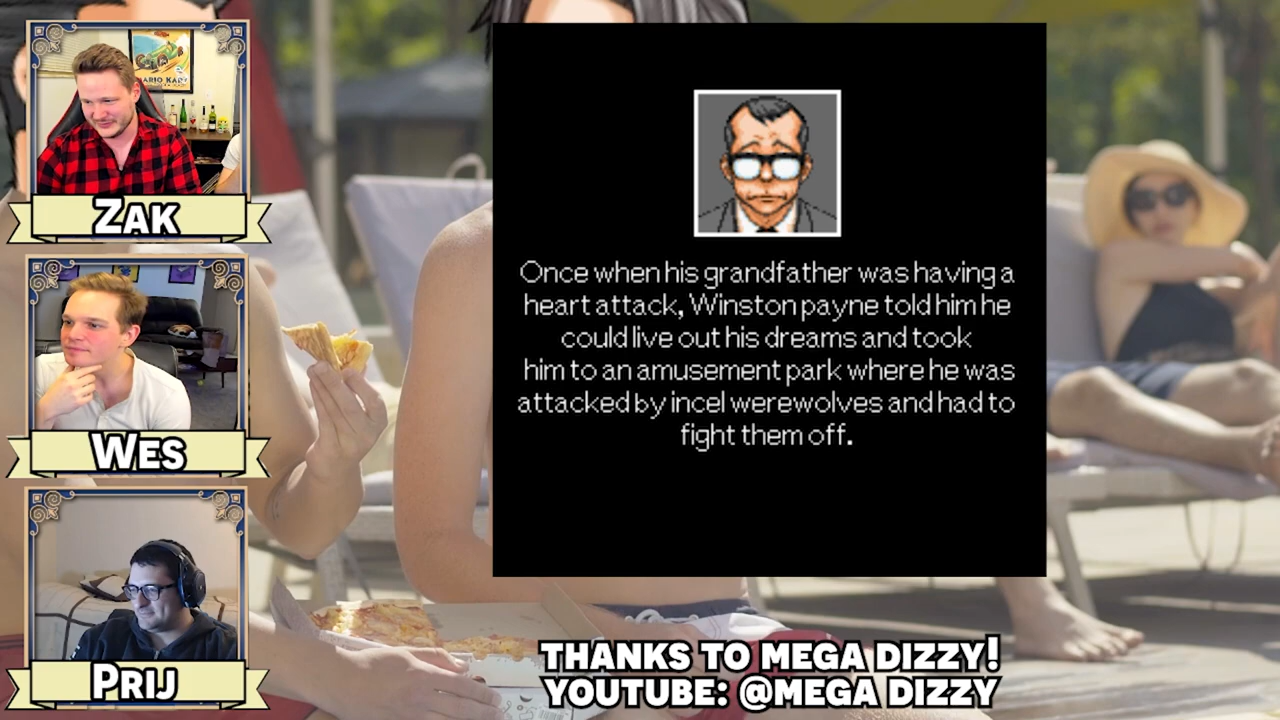 MARIO KART
Zak
Wes
Prij
Once when his grandfather was having a
heart attack, Winston payne told him he
could live out his dreams and took
him to an amusement park where he was
attacked by incel werewolves and had to
fight them off.
THANKS TO MEGA DIZZY!
YOUTUBE: @MEGA DIZZY